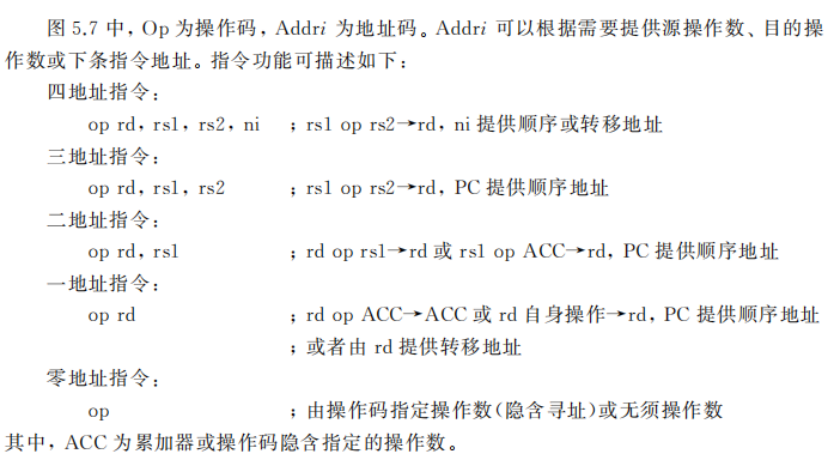 图 5.7 中，Op 为操作码，Addri 为地址码。Addri 可以根据需要提供源操作数、目的操
作数或下条指令地址。指令功能可描述如下：
四地址指令：
op rd，rs1，rs2，ni ；rs1 op rs2→rd，ni 提供顺序或转移地址
三地址指令：
op rd，rs1，rs2 ；rs1 op rs2→rd，PC 提供顺序地址
二地址指令：
op rd，rs1 ；rd op rs1→rd 或 rs1 op ACC→rd，PC 提供顺序地址
一地址指令：
op rd ；rd op ACC→ACC 或 rd 自身操作→rd，PC 提供顺序地址
；或者由 rd 提供转移地址
零地址指令：
op ；由操作码指定操作数(隐含寻址)或无须操作数
其中，ACC 为累加器或操作码隐含指定的操作数。